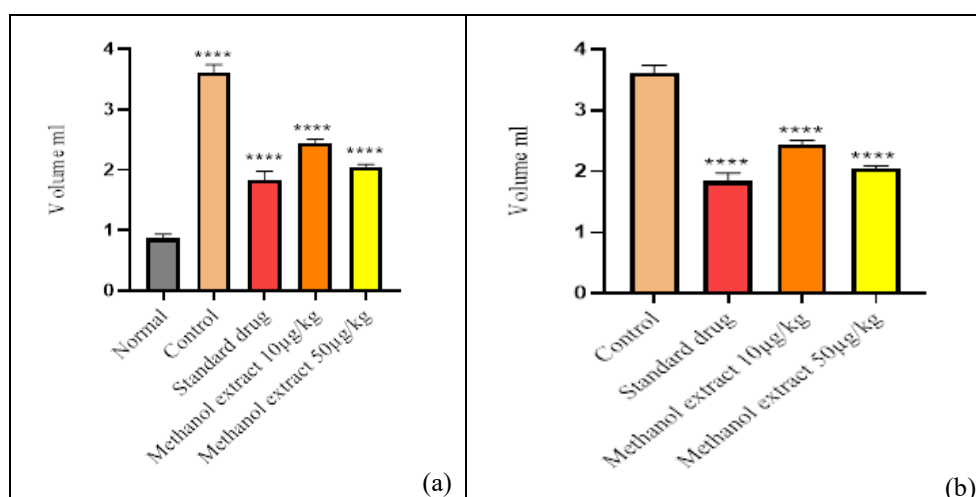 4
3
2
1
0
Volume ml
****
****
****
****
Normal
Control
Standard drug
Methanol extract 10µg/kg
Methanol extract 50µg/kg
(a)
4
3
2
1
0
Volume ml
****
****
****
Control
Standard drug
Methanol extract 10µg/kg
Methanol extract 50µg/kg
(b)